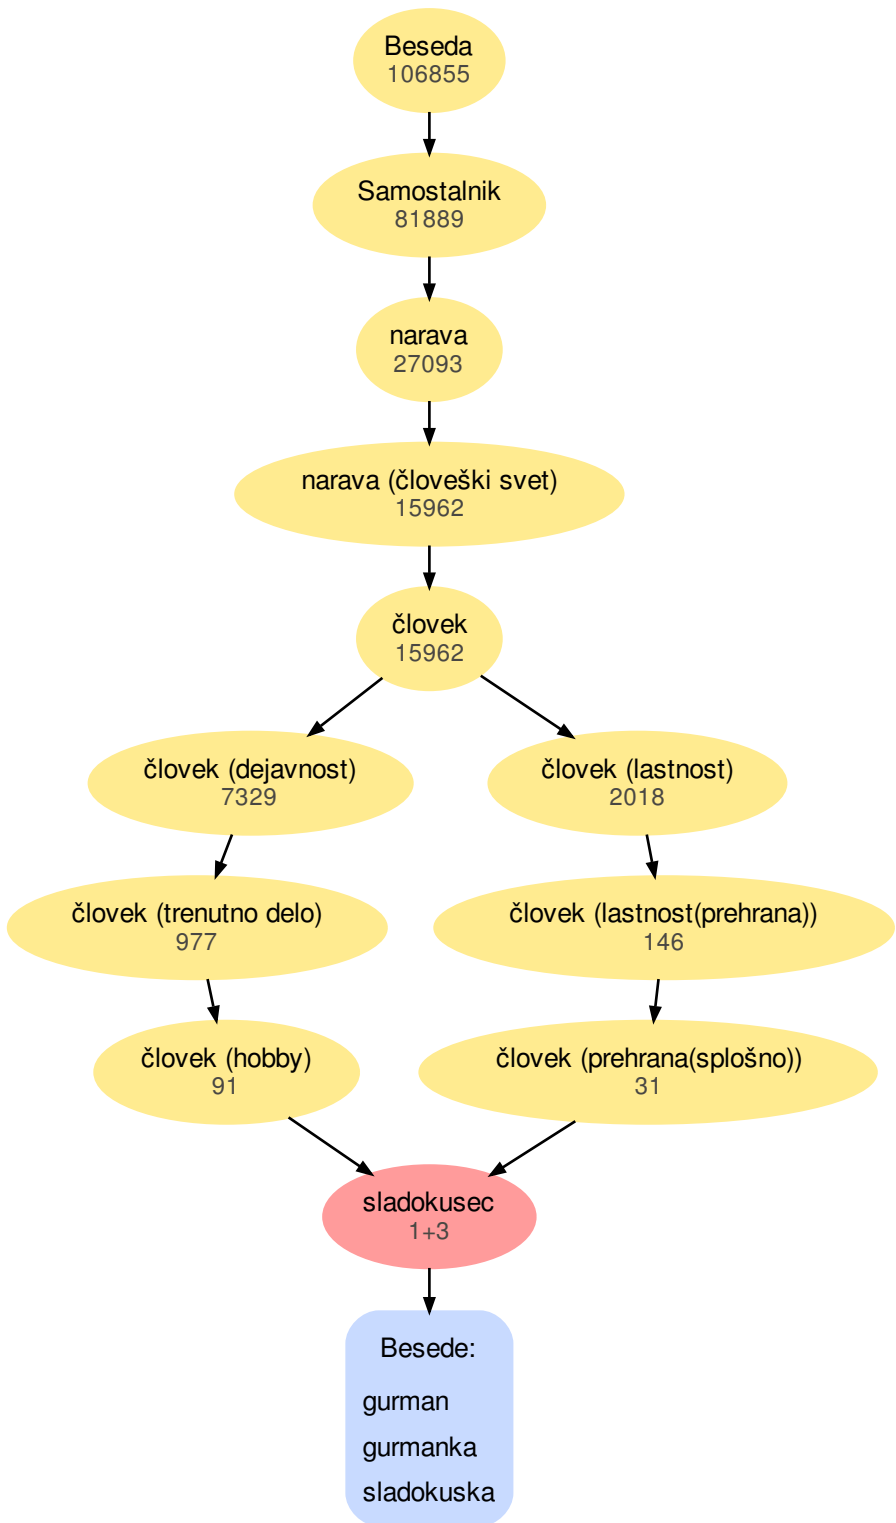 Beseda
106855
Samostalnik
81889
narava
27093
narava (človeški svet)
15962
človek
15962
človek (dejavnost)
7329
človek (lastnost)
2018
človek (trenutno delo)
977
človek (lastnost(prehrana))
146
človek (hobby)
91
človek (prehrana(splošno))
31
sladokusec
1+3
Besede:
gurman
gurmanka
sladokuska